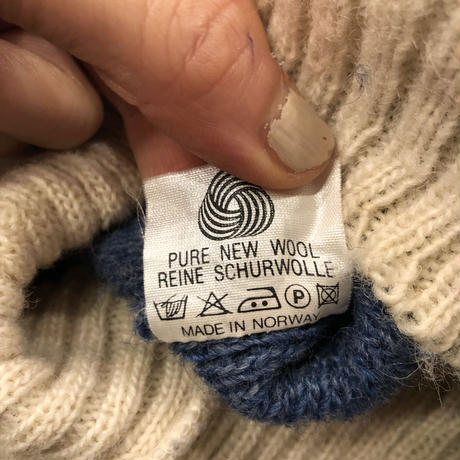 PURE NEW WOOL
REINE SCHURWOLLE
P
MADE IN NORWAY